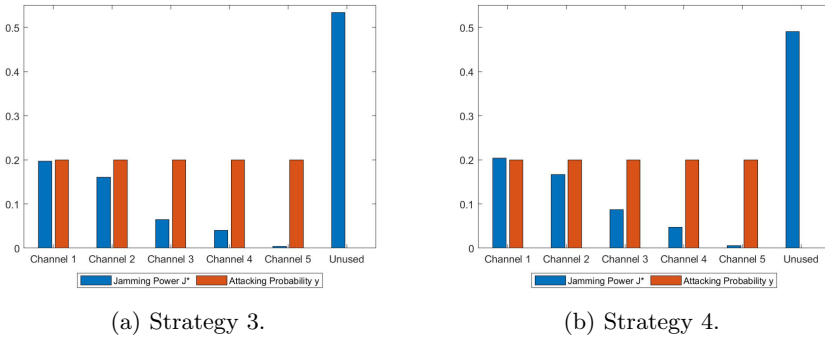 0.5
0.4
0.3
0.2
0.1
0
Channel 1 Channel 2 Channel 3 Channel 4 Channel 5 Unused
Jamming Power J* Attacking Probability y
(a) Strategy 3.
0.5
0.4
0.3
0.2
0.1
0
Channel 1 Channel 2 Channel 3 Channel 4 Channel 5 Unused
Jamming Power J* Attacking Probability y
(b) Strategy 4.